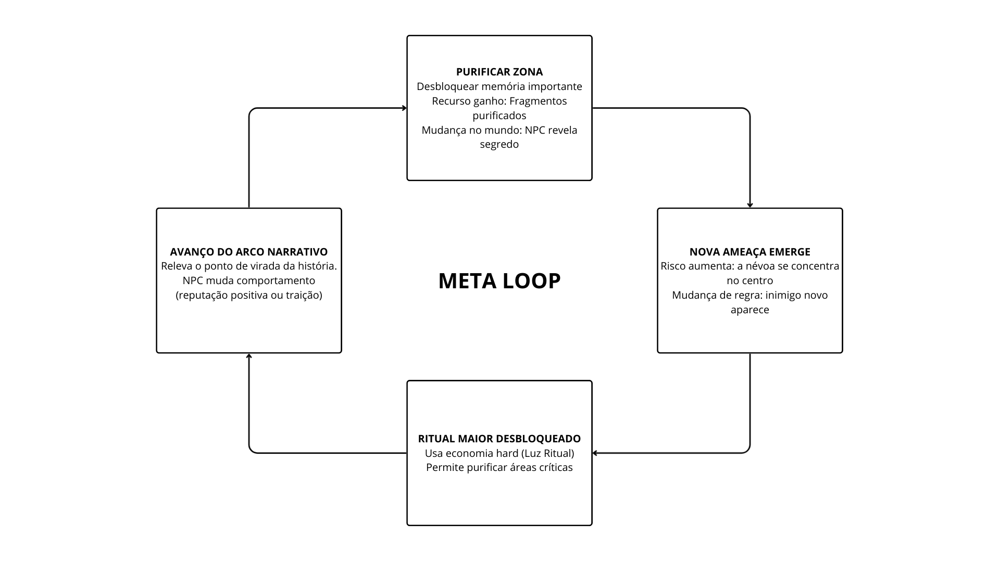 PURIFICAR ZONA
Desbloquear memória importante
Recurso ganho: Fragmentos
purificados
Mudança no mundo: NPC revela
segredo
AVANÇO DO ARCO NARRATIVO
Releva o ponto de virada da história.
NPC muda comportamento
(reputação positiva ou traição)
META LOOP
NOVA AMEAÇA EMERGE
Risco aumenta: a névoa se concentra
no centro
Mudança de regra: inimigo novo
aparece
RITUAL MAIOR DESBLOQUEADO
Usa economia hard (Luz Ritual)
Permite purificar áreas críticas